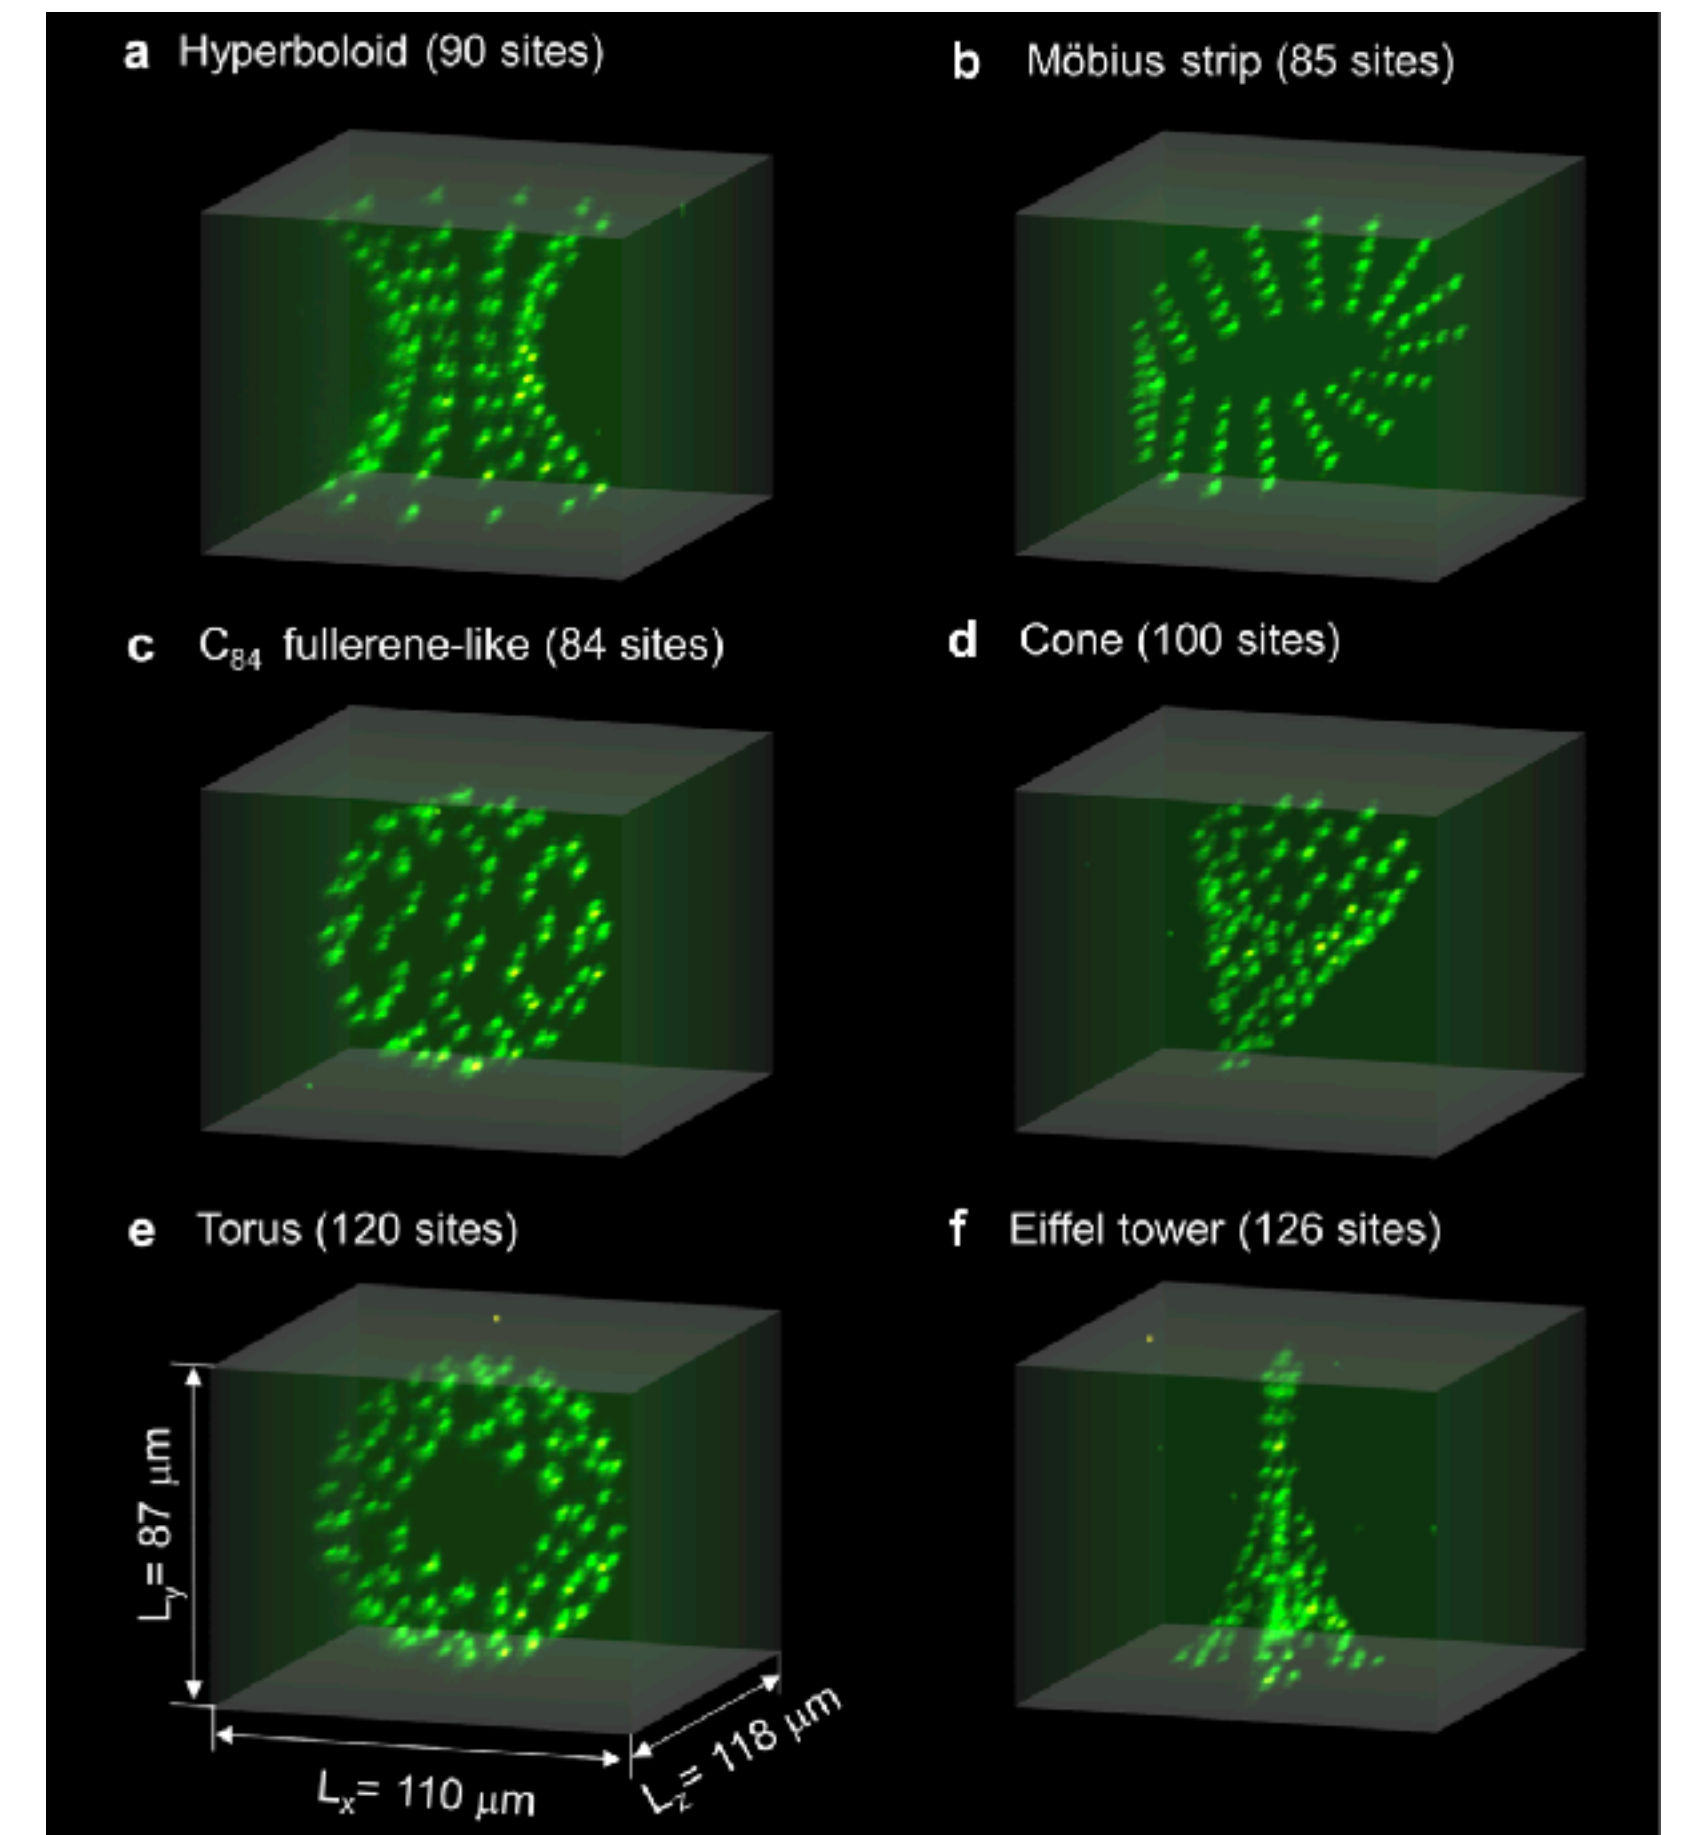 a Hyperboloid (90 sites)
b Möbius strip (85 sites)
c C₈₄ fullerene-like (84 sites)
d Cone (100 sites)
e Torus (120 sites)
f Eiffel tower (126 sites)
Ly= 87 μm
Lx= 110 μm
Lz= 118 μm